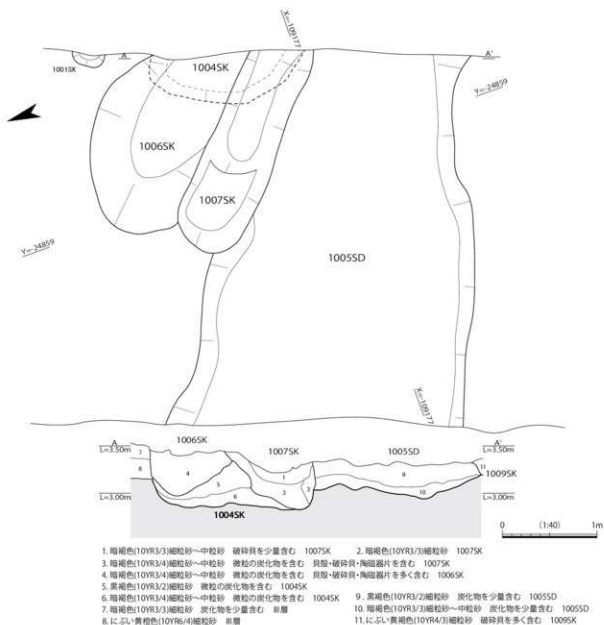 A
A'
X=-109177
1001SK
1004SK
Y=-24859
1006SK
1007SK
Y=-24859
1005SD
X=-109177
A
1006SK
1007SK
1005SD
A'
L=3.50m
L=3.50m
7
8
4
5
6
1
3
2
9
10
11
1009SK
L=3.00m
L=3.00m
1004SK
0 (1:40) 1m
1. 暗褐色(10YR3/3)細粒砂~中粒砂 破砕貝を少量含む 1007SK
2. 暗褐色(10YR3/3)細粒砂 1007SK
3. 暗褐色(10YR3/4)細粒砂~中粒砂 微粒の炭化物を含む 貝殻・破砕貝・陶磁器片を含む 1007SK
4. 暗褐色(10YR3/4)細粒砂~中粒砂 微粒の炭化物を含む 貝殻・破砕貝・陶磁器片を多く含む 1006SK
5. 黒褐色(10YR3/2)細粒砂 微粒の炭化物を含む 1004SK
6. 暗褐色(10YR3/4)細粒砂~中粒砂 微粒の炭化物を含む 1004SK
7. 暗褐色(10YR3/3)細粒砂 炭化物を少量含む Ⅲ層
8. にぶい黄橙色(10YR6/4)細粒砂 Ⅲ層
9. 黒褐色(10YR3/2)細粒砂 炭化物を少量含む 1005SD
10. 暗褐色(10YR3/3)細粒砂~中粒砂 炭化物を少量含む 1005SD
11. にぶい黄褐色(10YR4/3)細粒砂 破砕貝を多く含む 1009SK